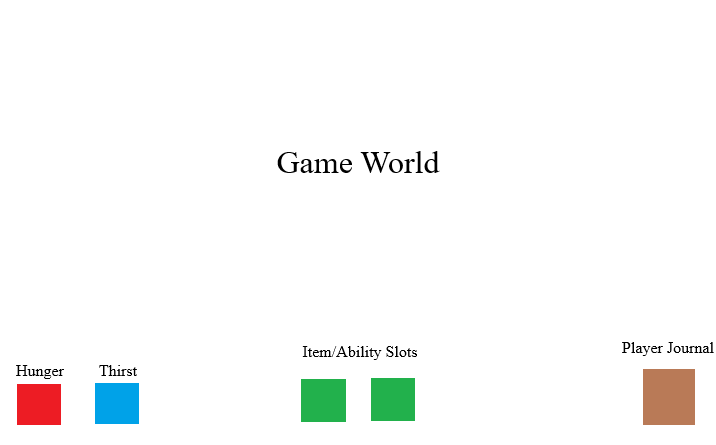 Game World
Item/Ability Slots
Player Journal
Hunger
Thirst